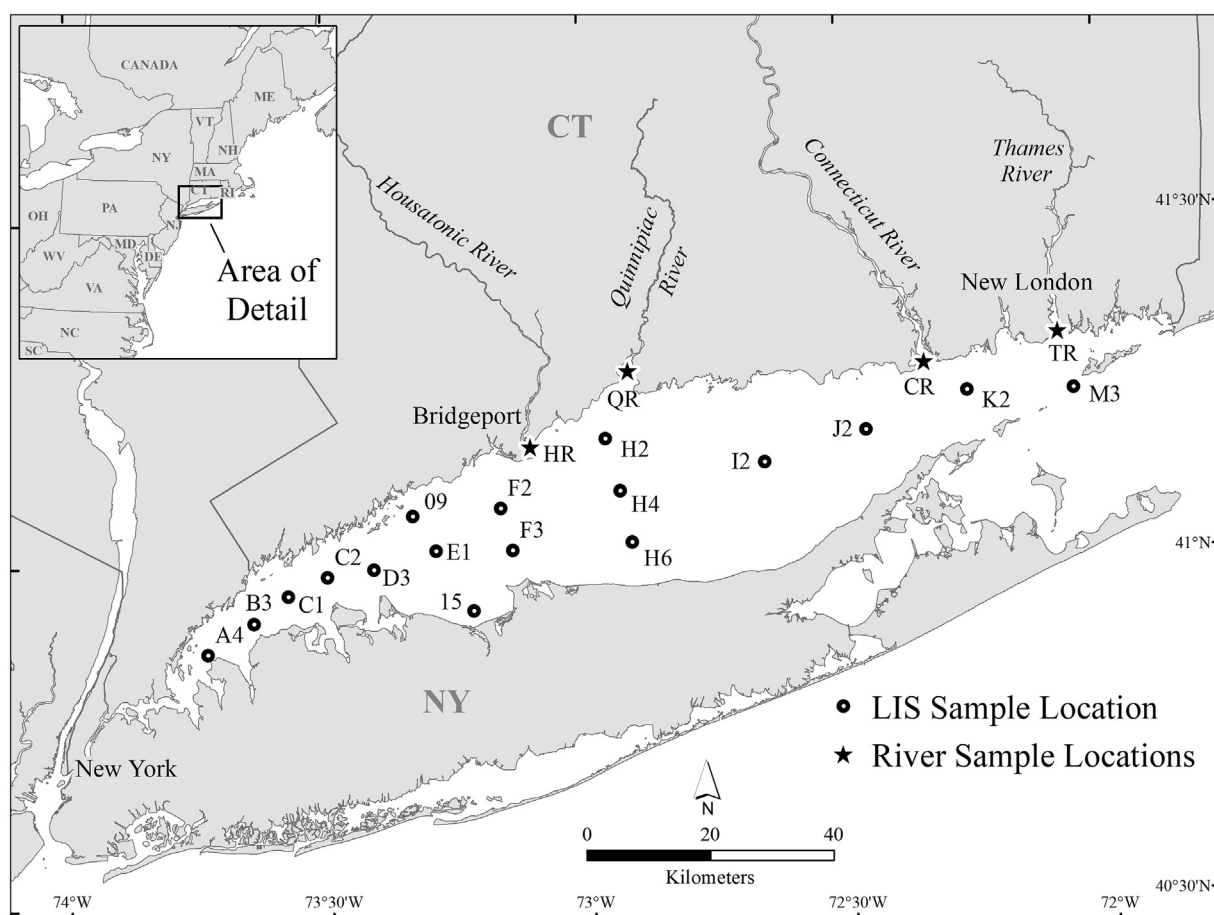 CANADA
ME
VT
NH
NY
MA
CT
RI
OH
PA
NJ
MD
DE
WV
VA
NC
SC
Area of
Detail
CT
Housatonic River
Quinnipiac
River
Connecticut River
Thames
River
41°30'N
New London
TR
CR
K2
M3
QR
Bridgeport
HR
H2
J2
I2
H4
F2
09
F3
E1
H6
41°N
C2
D3
B3
C1
15
A4
NY
LIS Sample Location
River Sample Locations
New York
N
0 20 40
Kilometers
40°30'N
74°W 73°30'W 73°W 72°30'W 72°W